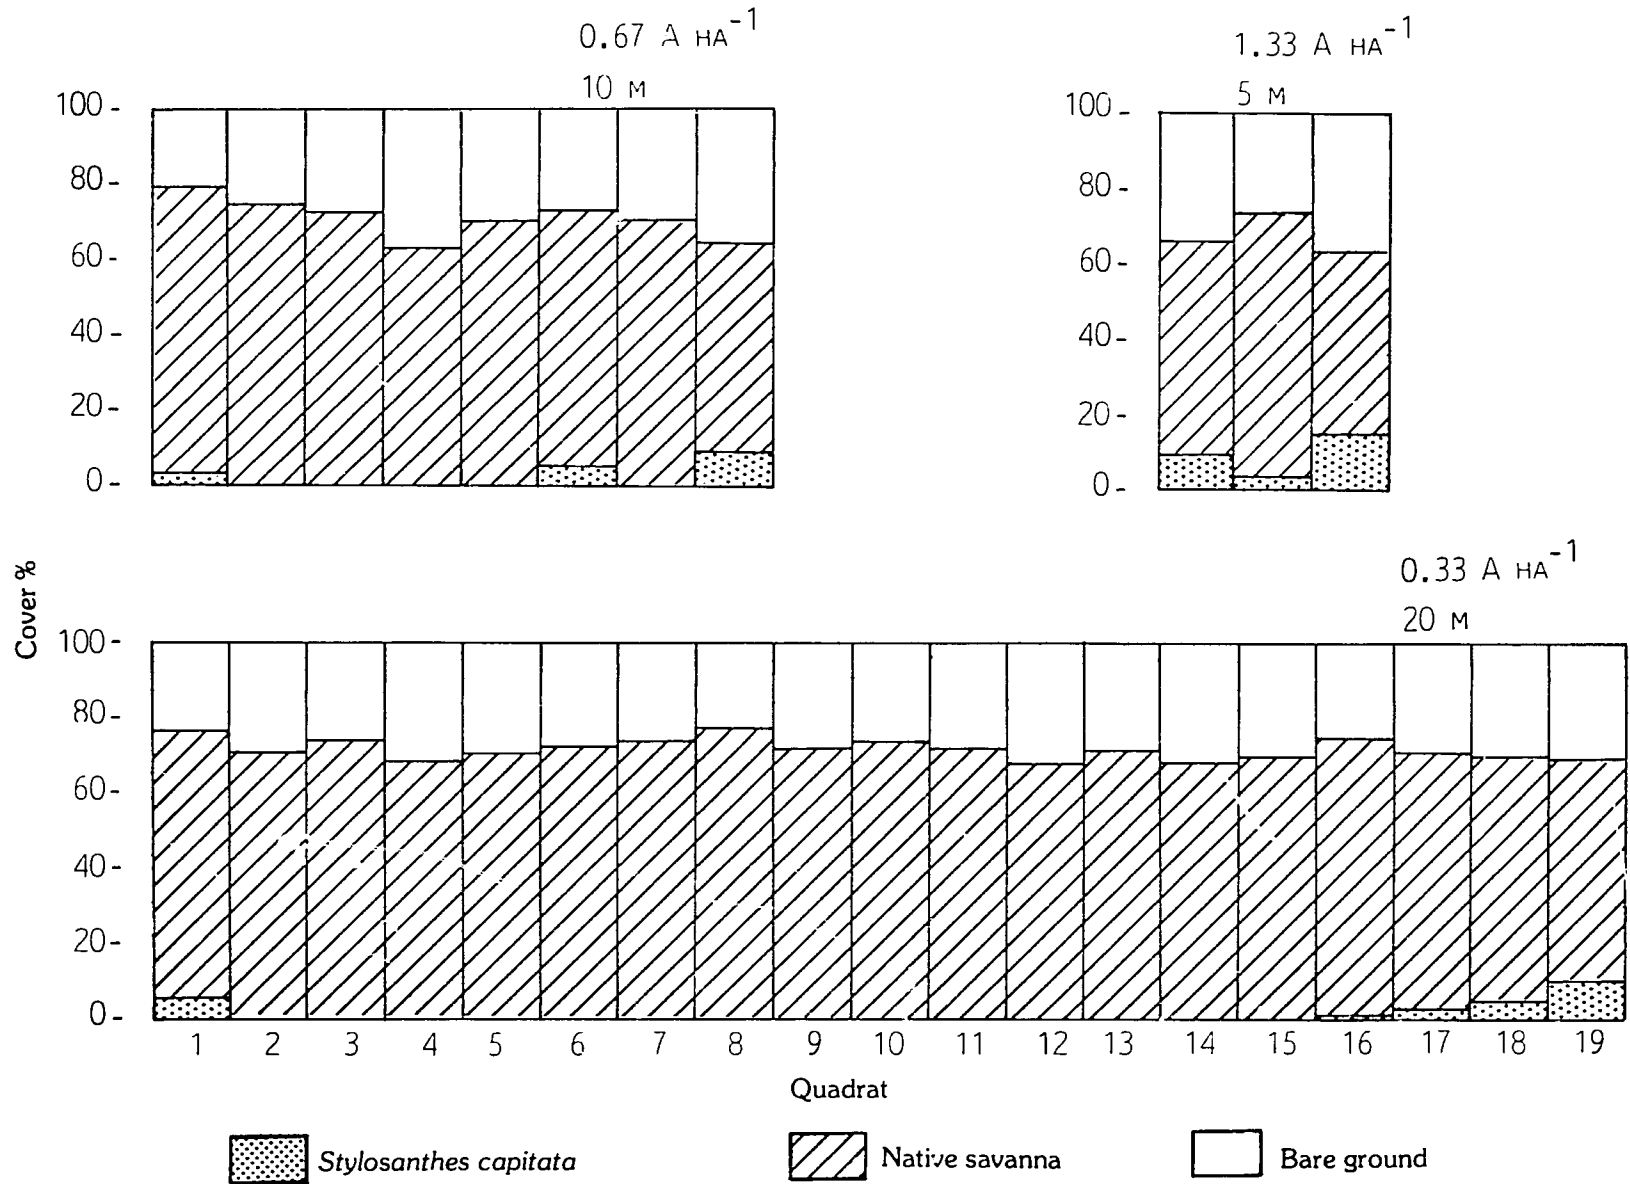 0.67 A HA⁻¹
10 M
100 -
80 -
60 -
40 -
20 -
0 -
1.33 A HA⁻¹
5 M
100 -
80 -
60 -
40 -
20 -
0 -
Cover %
0.33 A HA⁻¹
20 M
100 -
80 -
60 -
40 -
20 -
0 -
1 2 3 4 5 6 7 8 9 10 11 12 13 14 15 16 17 18 19
Quadrat
Stylosanthes capitata Native savanna Bare ground